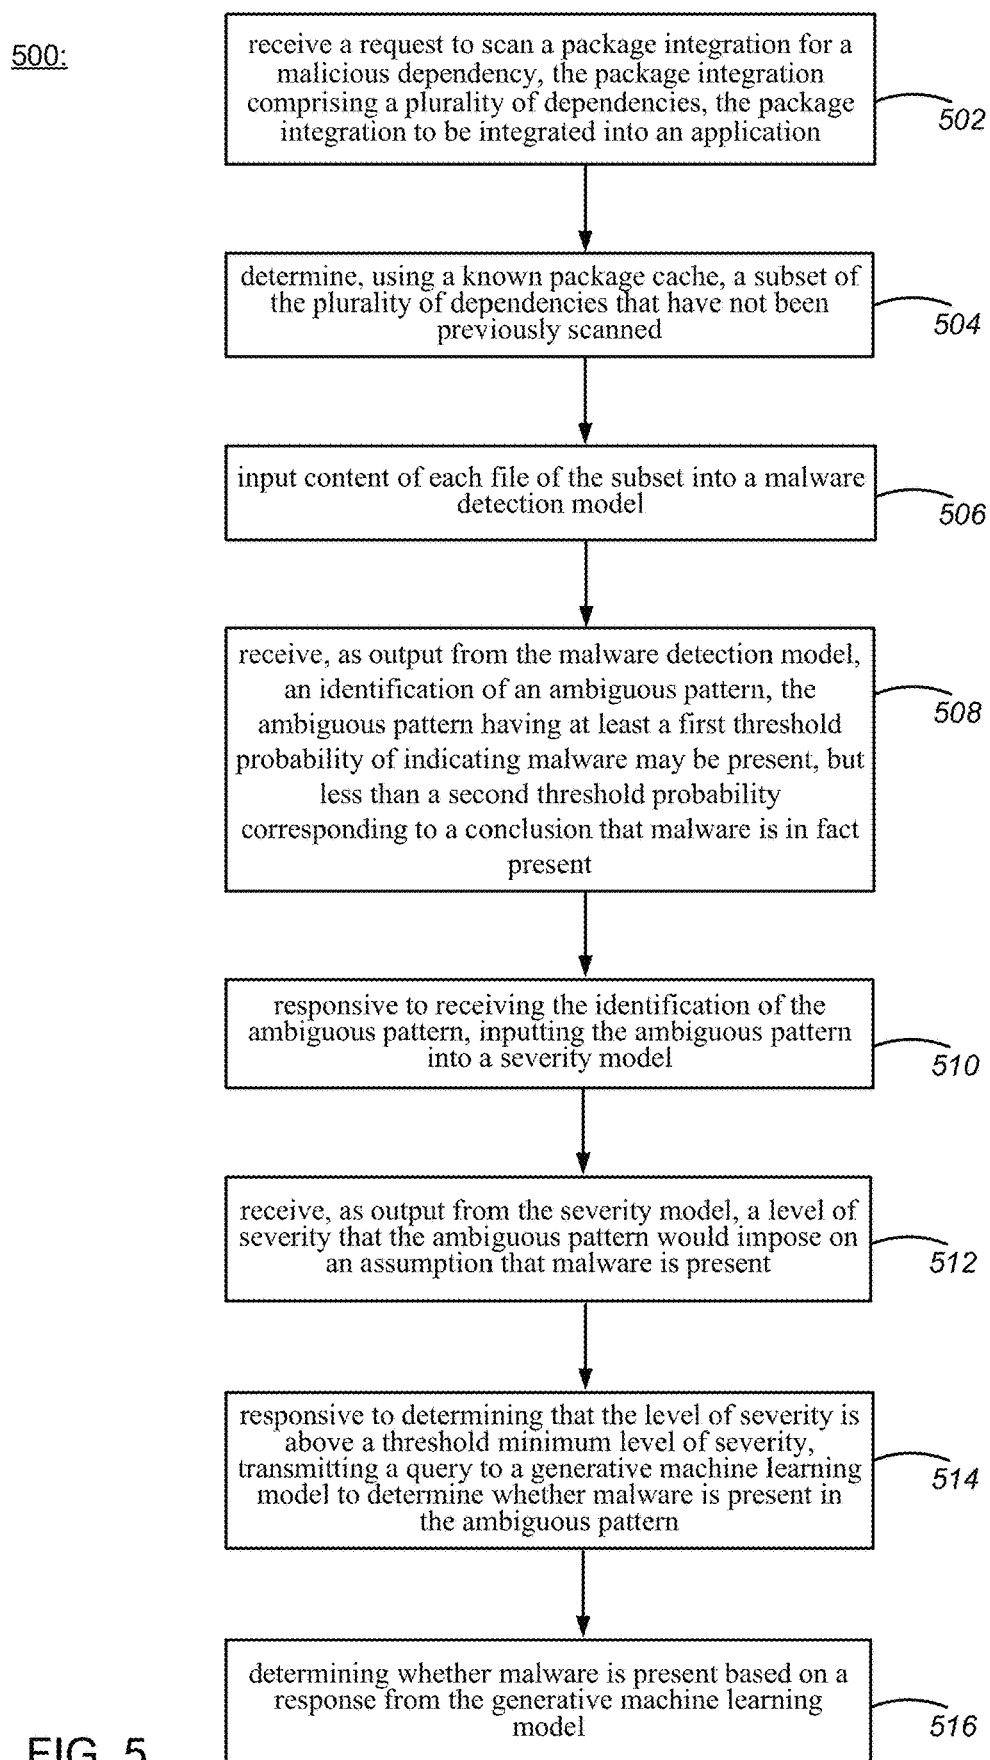 500:
receive a request to scan a package integration for a
malicious dependency, the package integration
comprising a plurality of dependencies, the package
integration to be integrated into an application
502
determine, using a known package cache, a subset of
the plurality of dependencies that have not been
previously scanned
504
input content of each file of the subset into a malware
detection model
506
receive, as output from the malware detection model,
an identification of an ambiguous pattern, the
ambiguous pattern having at least a first threshold
probability of indicating malware may be present, but
less than a second threshold probability
corresponding to a conclusion that malware is in fact
present
508
responsive to receiving the identification of the
ambiguous pattern, inputting the ambiguous pattern
into a severity model
510
receive, as output from the severity model, a level of
severity that the ambiguous pattern would impose on
an assumption that malware is present
512
responsive to determining that the level of severity is
above a threshold minimum level of severity,
transmitting a query to a generative machine learning
model to determine whether malware is present in
the ambiguous pattern
514
determining whether malware is present based on a
response from the generative machine learning
model
516
FIG. 5